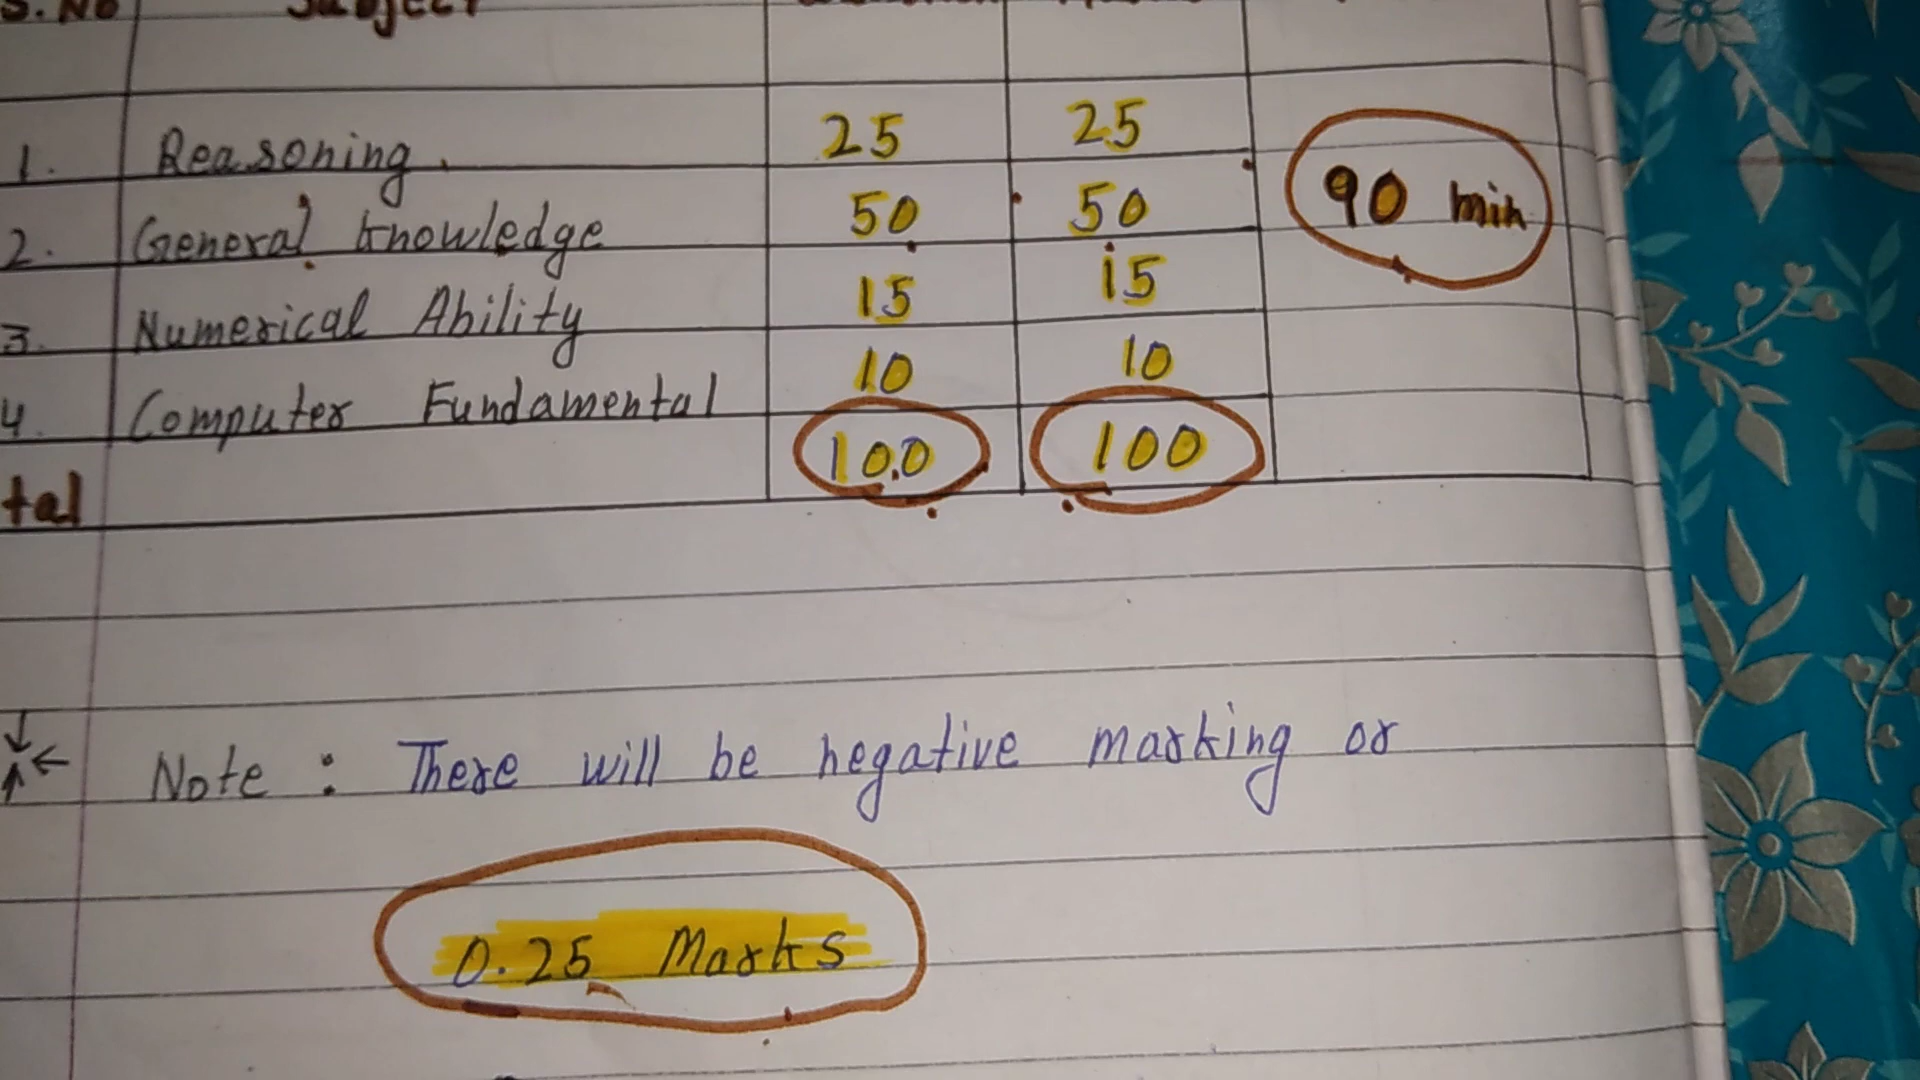 S. No Subject
1. Reasoning. 25 25 90 min
2. General knowledge 50 50
3. Numerical Ability 15 15
4. Computer Fundamental 10 10
tal 100 100
Note : There will be negative marking or
0.25 Marks